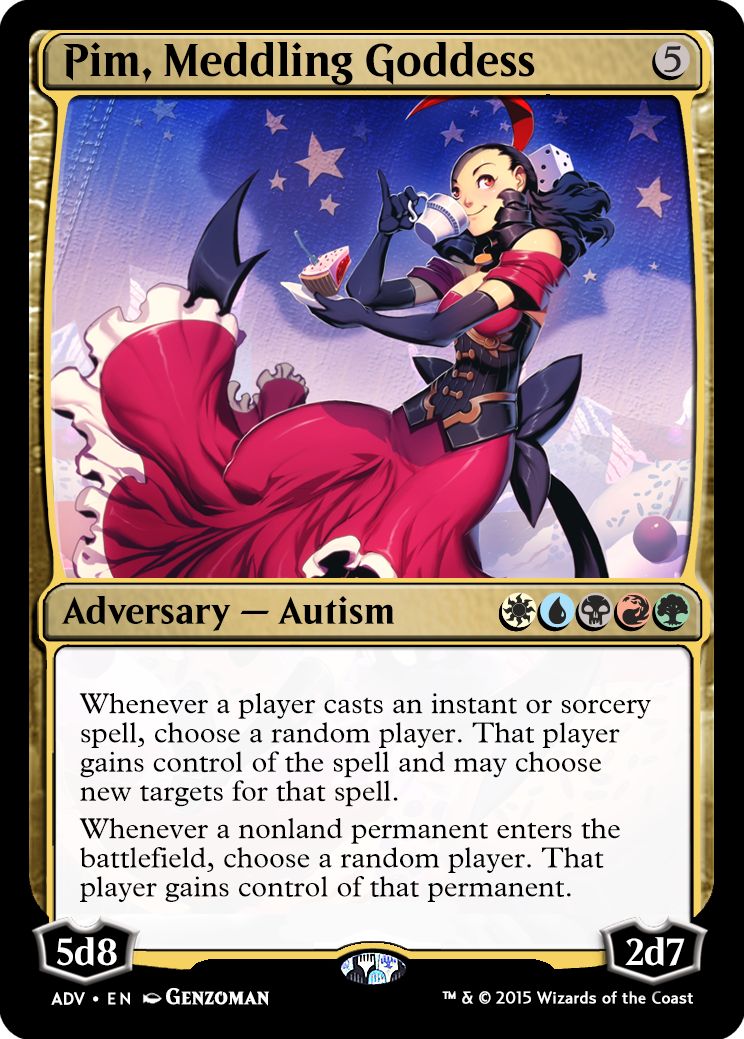 Pim, Meddling Goddess 5
Adversary — Autism
Whenever a player casts an instant or sorcery
spell, choose a random player. That player
gains control of the spell and may choose
new targets for that spell.
Whenever a nonland permanent enters the
battlefield, choose a random player. That
player gains control of that permanent.
5d8 2d7
ADV • EN GENZOMAN ™ & © 2015 Wizards of the Coast